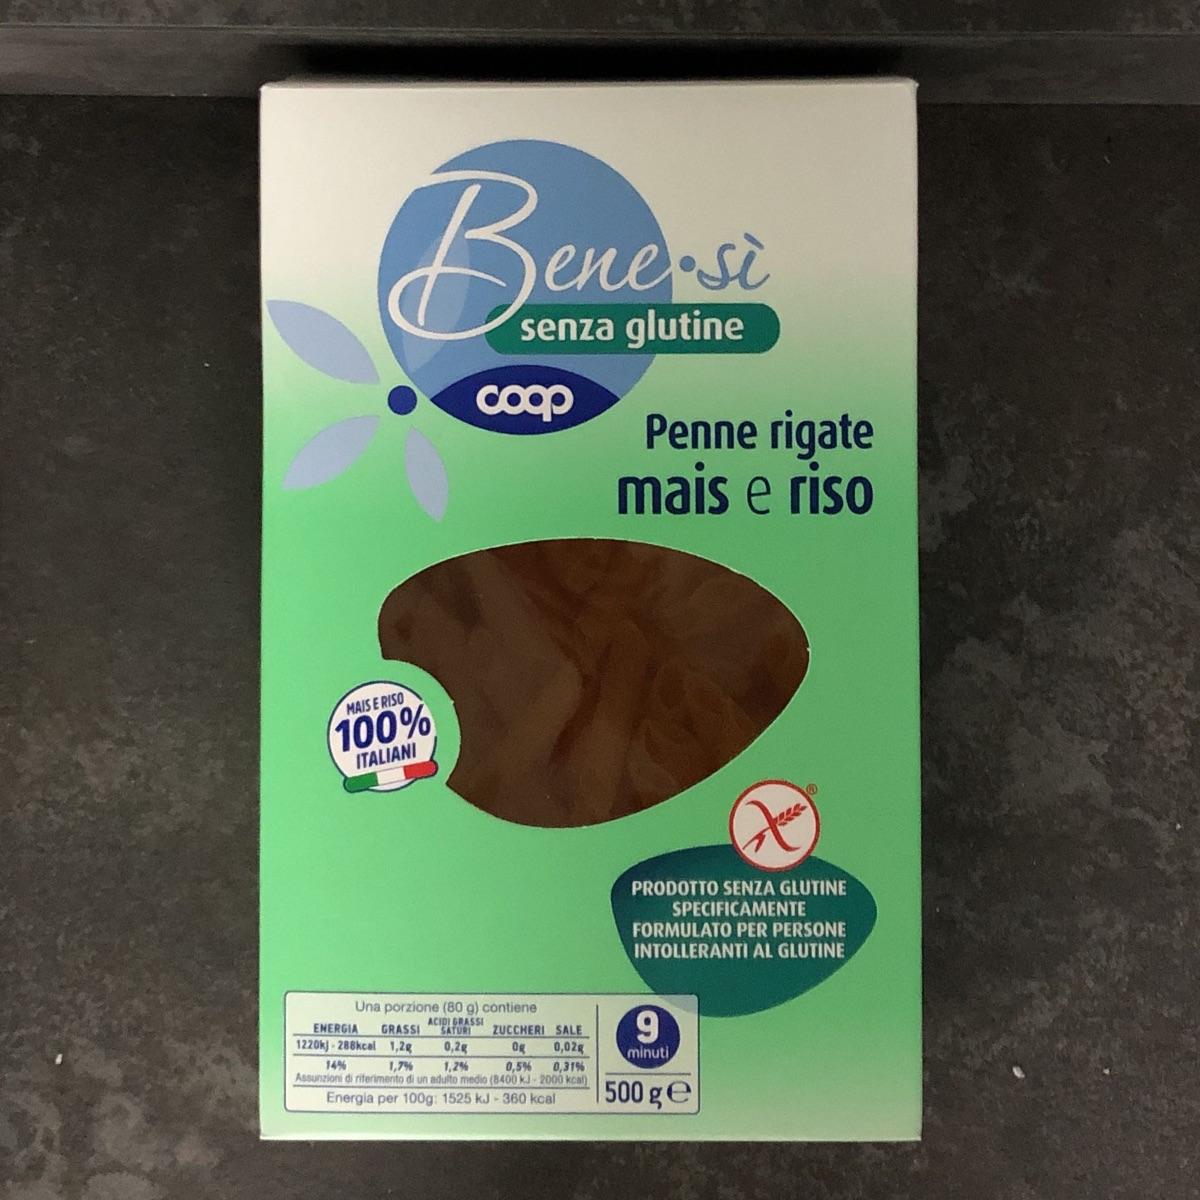 Bene·sì
senza glutine
coop
Penne rigate
mais e riso
MAIS E RISO
100%
ITALIANI
®
PRODOTTO SENZA GLUTINE
SPECIFICAMENTE
FORMULATO PER PERSONE
INTOLLERANTI AL GLUTINE
Una porzione (80 g) contiene
ENERGIA GRASSI ACIDI GRASSI SATURI ZUCCHERI SALE
1220kj - 288kcal 1,2g 0,2g 0g 0,02g
14% 1,7% 1,2% 0,5% 0,31%
Assunzioni di riferimento di un adulto medio (8400 kJ - 2000 kcal)
Energia per 100g: 1525 kJ - 360 kcal
9
minuti
500 g e